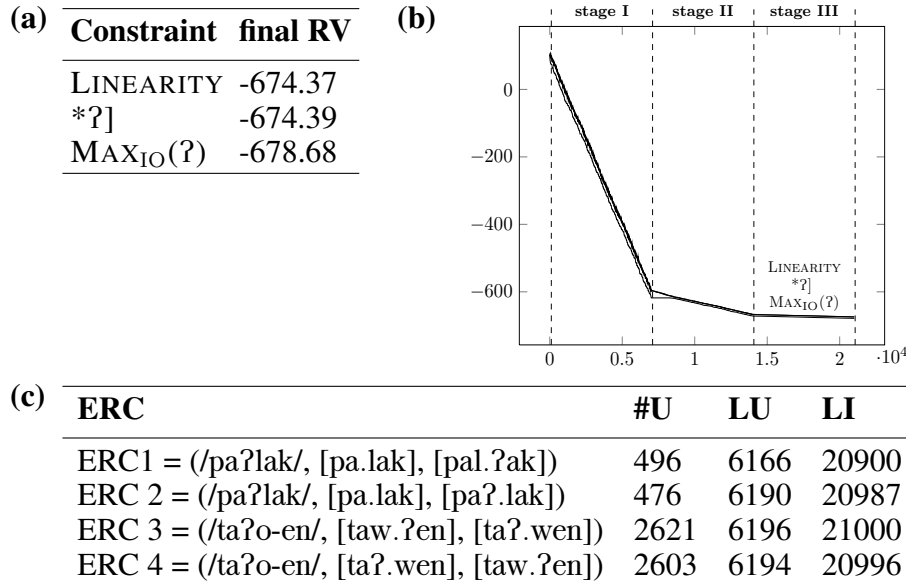 (a)
Constraint final RV
LINEARITY -674.37
*ʔ] -674.39
MAXIO(ʔ) -678.68
(b)
stage I stage II stage III
0
−200
−400
−600
LINEARITY
*ʔ]
MAXIO(ʔ)
0 0.5 1 1.5 2 ·10⁴
(c)
ERC #U LU LI
ERC1 = (/paʔlak/, [pa.lak], [pal.ʔak]) 496 6166 20900
ERC 2 = (/paʔlak/, [pa.lak], [paʔ.lak]) 476 6190 20987
ERC 3 = (/taʔo-en/, [taw.ʔen], [taʔ.wen]) 2621 6196 21000
ERC 4 = (/taʔo-en/, [taʔ.wen], [taw.ʔen]) 2603 6194 20996